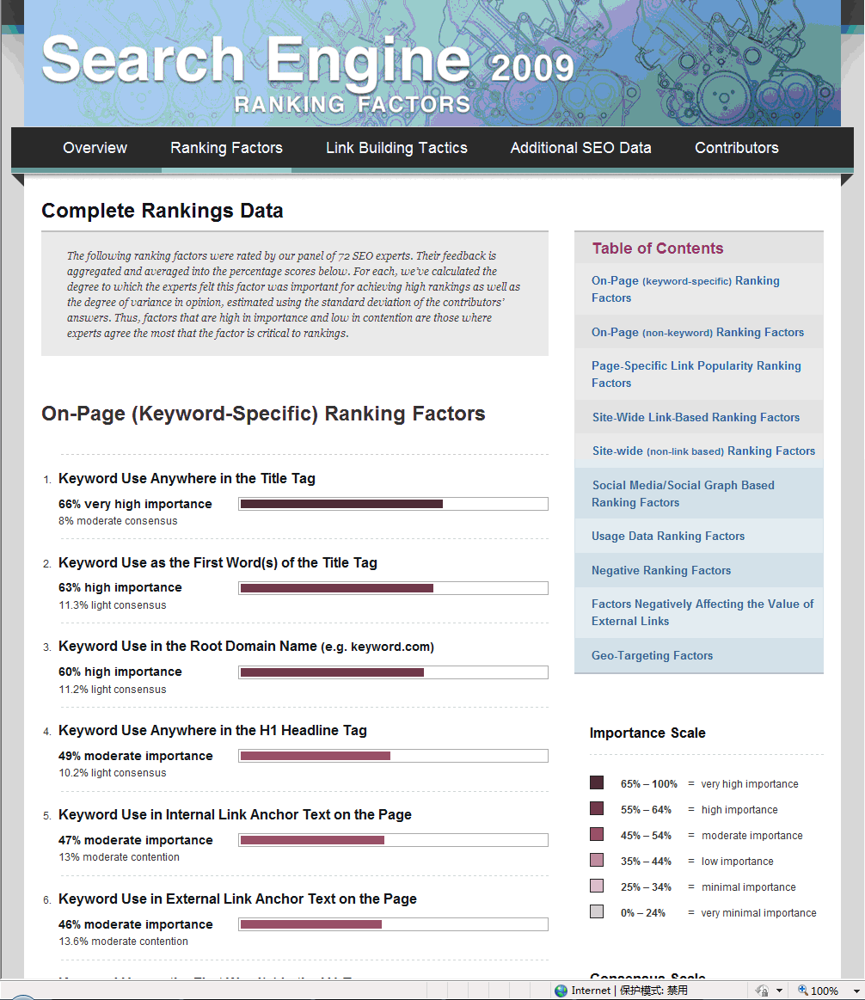 Search Engine 2009
RANKING FACTORS
Overview Ranking Factors Link Building Tactics Additional SEO Data Contributors
Complete Rankings Data
The following ranking factors were rated by our panel of 72 SEO experts. Their feedback is
aggregated and averaged into the percentage scores below. For each, we've calculated the
degree to which the experts felt this factor was important for achieving high rankings as well as
the degree of variance in opinion, estimated using the standard deviation of the contributors'
answers. Thus, factors that are high in importance and low in contention are those where
experts agree the most that the factor is critical to rankings.
On-Page (Keyword-Specific) Ranking Factors
1. Keyword Use Anywhere in the Title Tag
66% very high importance
8% moderate consensus
2. Keyword Use as the First Word(s) of the Title Tag
63% high importance
11.3% light consensus
3. Keyword Use in the Root Domain Name (e.g. keyword.com)
60% high importance
11.2% light consensus
4. Keyword Use Anywhere in the H1 Headline Tag
49% moderate importance
10.2% light consensus
5. Keyword Use in Internal Link Anchor Text on the Page
47% moderate importance
13% moderate contention
6. Keyword Use in External Link Anchor Text on the Page
46% moderate importance
13.6% moderate contention
Table of Contents
On-Page (keyword-specific) Ranking
Factors
On-Page (non-keyword) Ranking Factors
Page-Specific Link Popularity Ranking
Factors
Site-Wide Link-Based Ranking Factors
Site-wide (non-link based) Ranking Factors
Social Media/Social Graph Based
Ranking Factors
Usage Data Ranking Factors
Negative Ranking Factors
Factors Negatively Affecting the Value of
External Links
Geo-Targeting Factors
Importance Scale
65% – 100% = very high importance
55% – 64% = high importance
45% – 54% = moderate importance
35% – 44% = low importance
25% – 34% = minimal importance
0% – 24% = very minimal importance
Consensus Scale
Internet | 保护模式: 禁用 100%